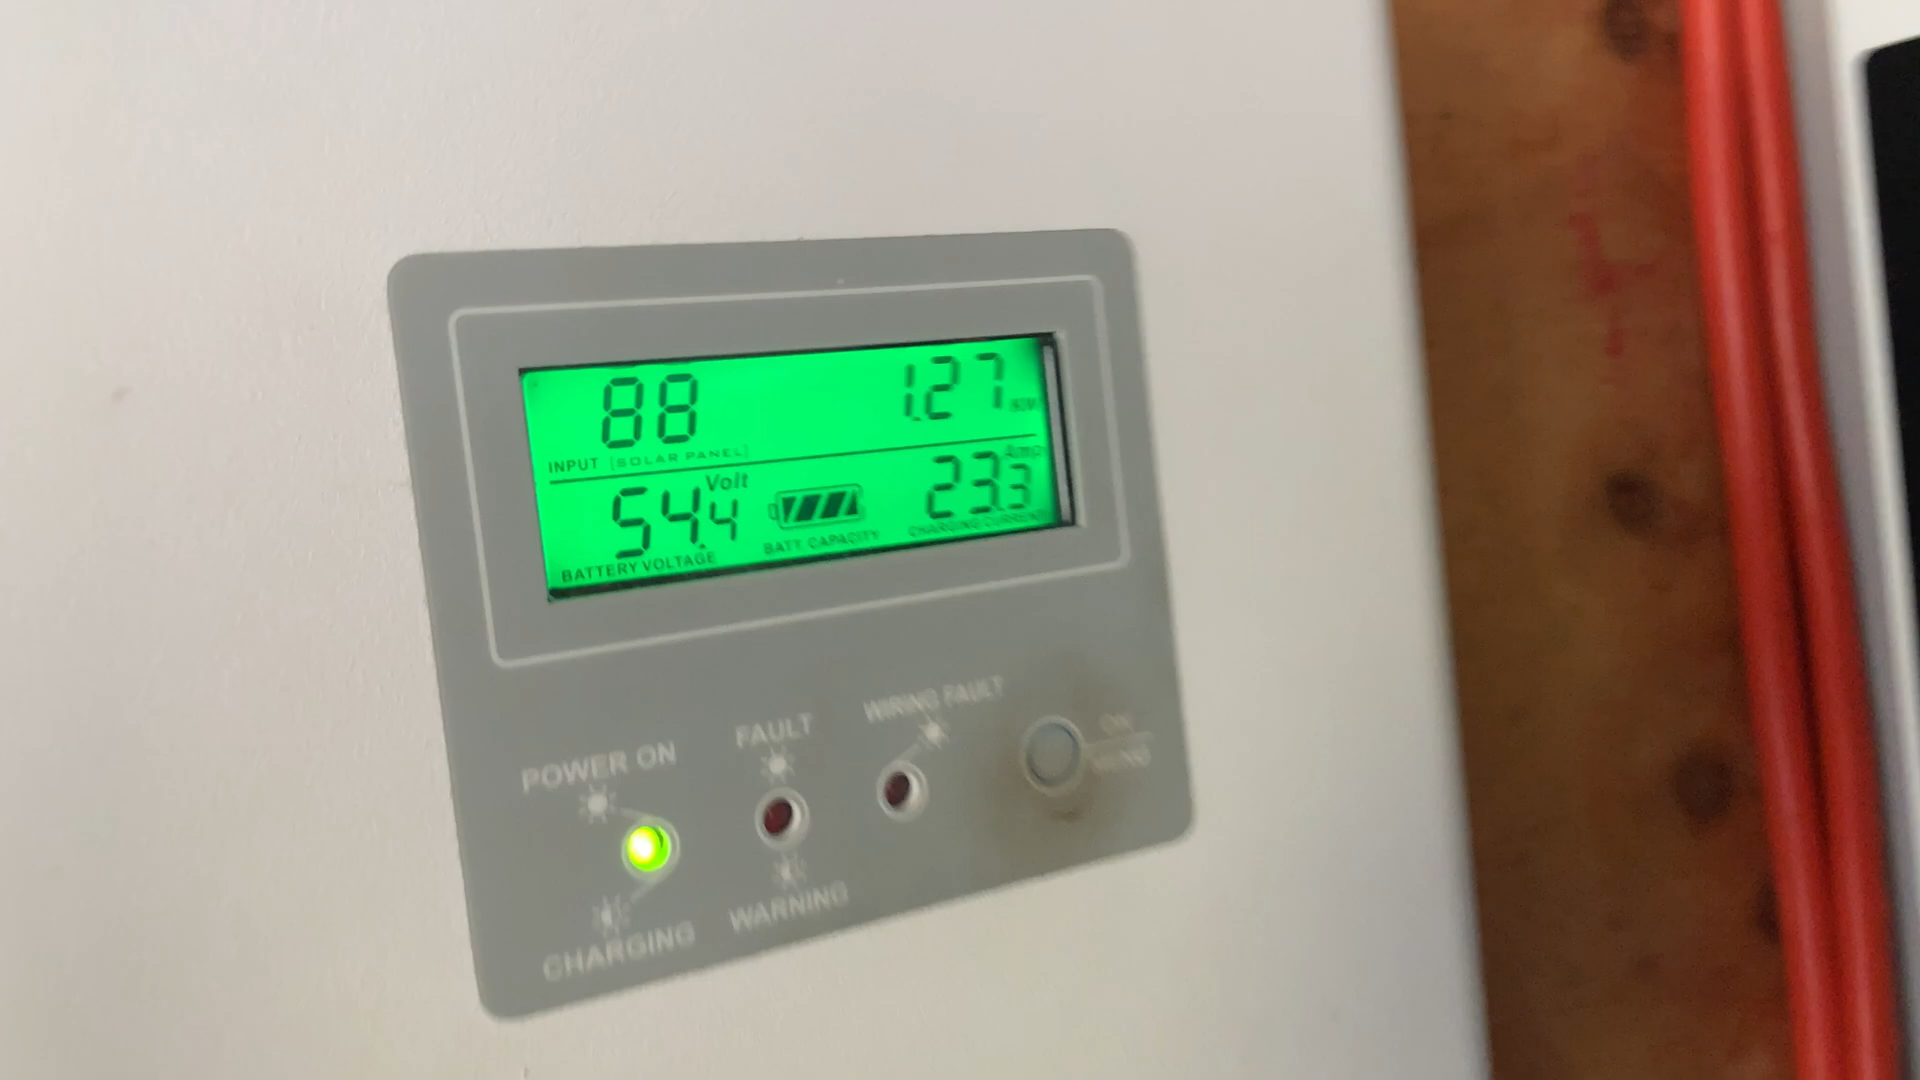 88 1.27
INPUT [SOLAR PANEL]
Volt Amp
54.4 23.3
BATTERY VOLTAGE BATT CAPACITY CHARGING CURRENT
POWER ON FAULT WIRING FAULT
ON
CHARGING WARNING